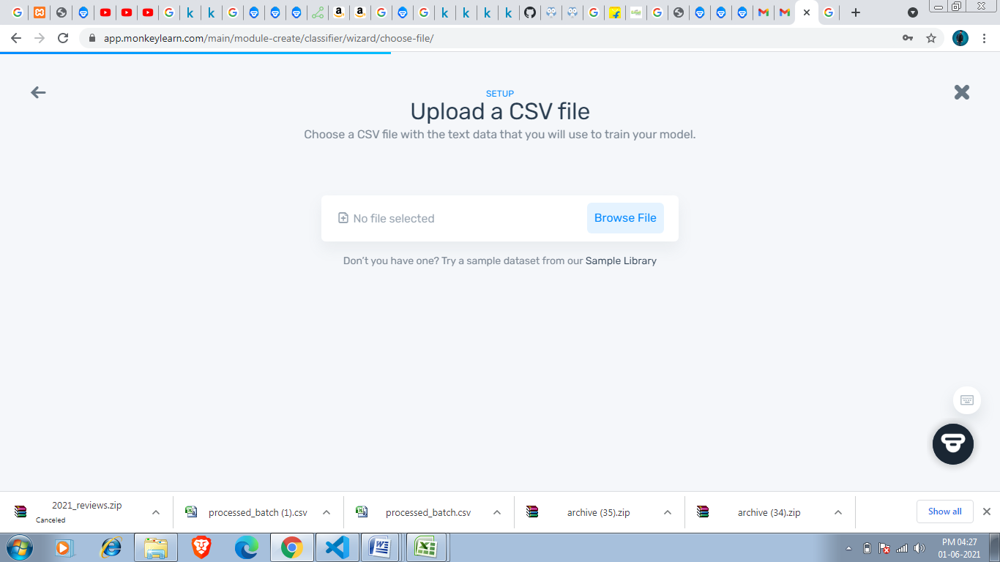 app.monkeylearn.com/main/module-create/classifier/wizard/choose-file/
SETUP
Upload a CSV file
Choose a CSV file with the text data that you will use to train your model.
No file selected
Browse File
Don't you have one? Try a sample dataset from our Sample Library
2021_reviews.zip
Canceled
processed_batch (1).csv
processed_batch.csv
archive (35).zip
archive (34).zip
Show all
PM 04:27
01-06-2021